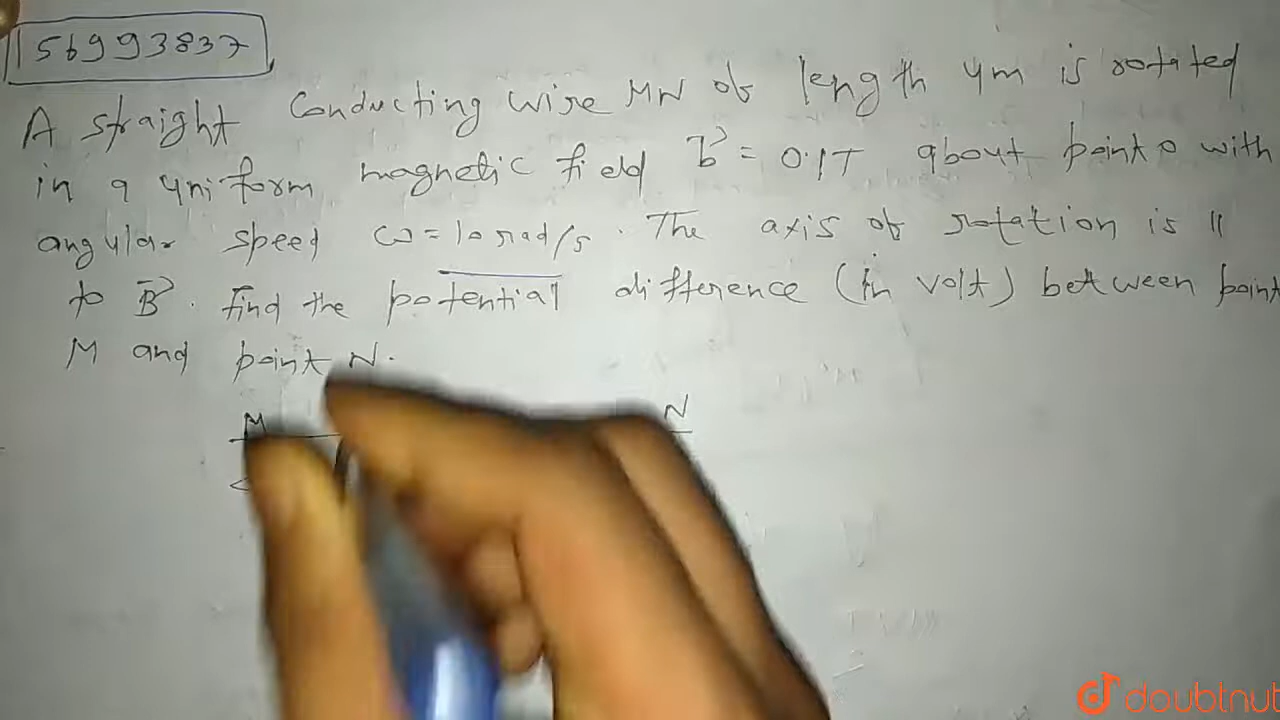 156993837
A straight Conducting wire MN of length 4m is rotated
in a uniform magnetic field B⃗ = 0.1T about point O with
angular speed ω = 10 rad/s. The axis of rotation is ||
to B⃗. Find the potential difference (in volt) between point
M and point N.
M N
doubtnut